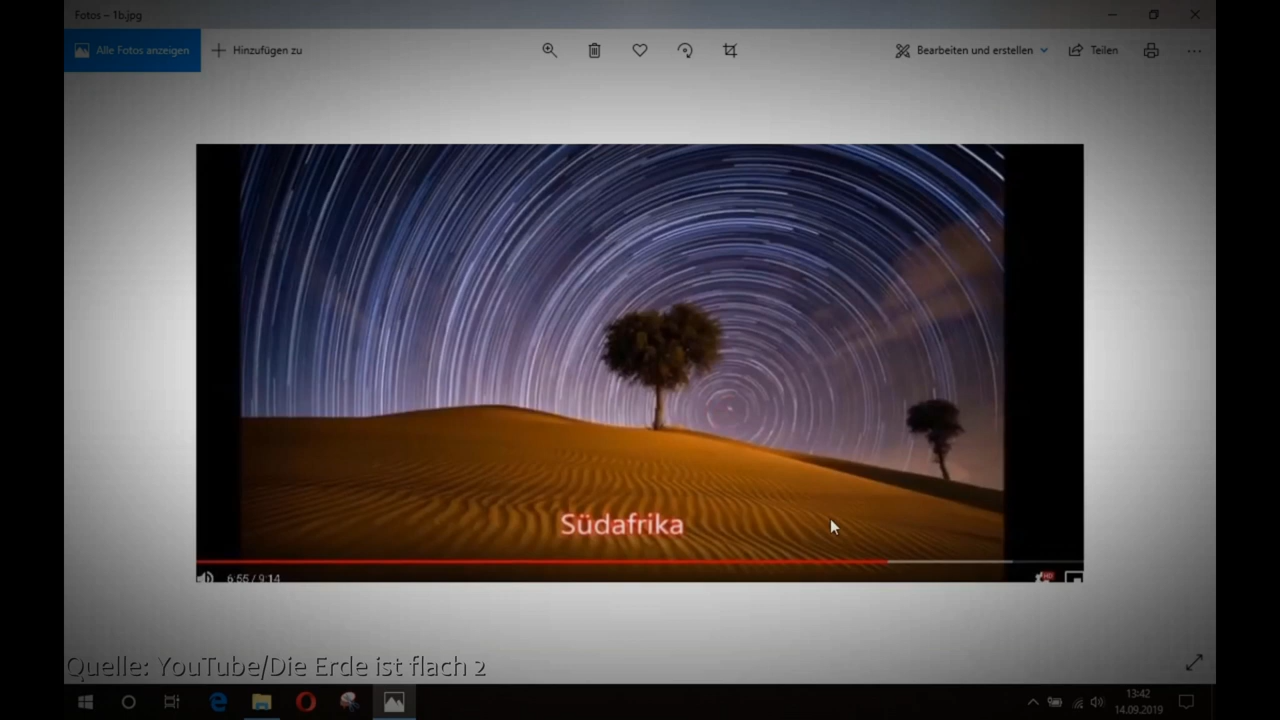 Fotos – 1b.jpg
Alle Fotos anzeigen
Hinzufügen zu
Bearbeiten und erstellen
Teilen
Südafrika
6:55 / 9:14
HD
Quelle: YouTube/Die Erde ist flach 2
13:42
14.09.2019